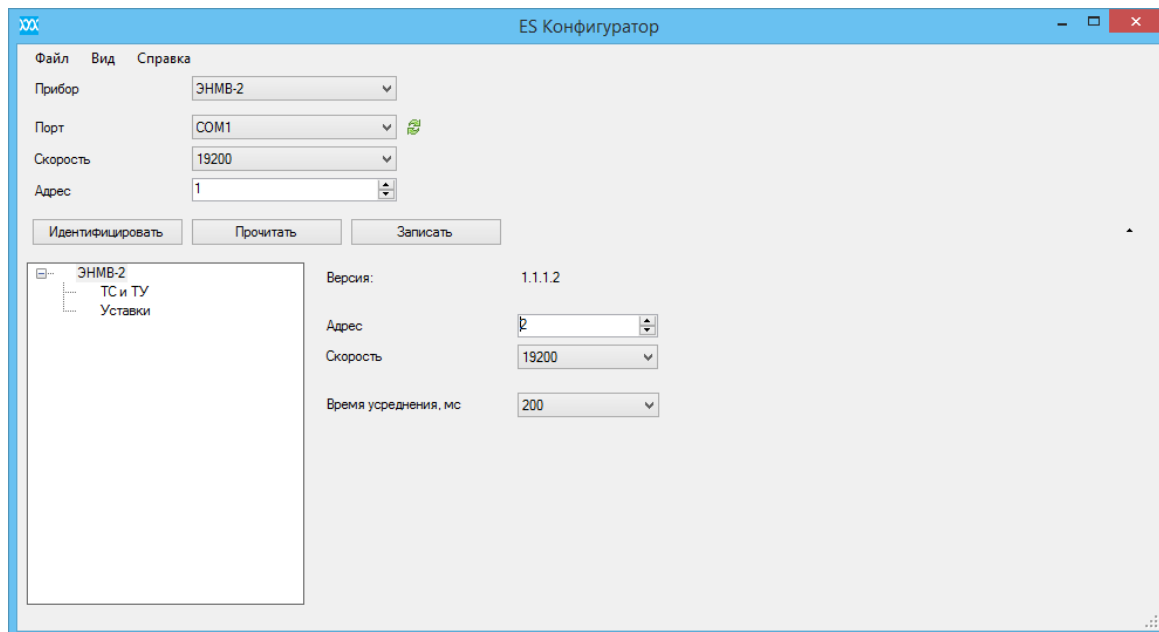 ES Конфигуратор
Файл Вид Справка
Прибор ЭНМВ-2
Порт COM1
Скорость 19200
Адрес 1
Идентифицировать Прочитать Записать
ЭНМВ-2
ТС и ТУ
Уставки
Версия: 1.1.1.2
Адрес 2
Скорость 19200
Время усреднения, мс 200